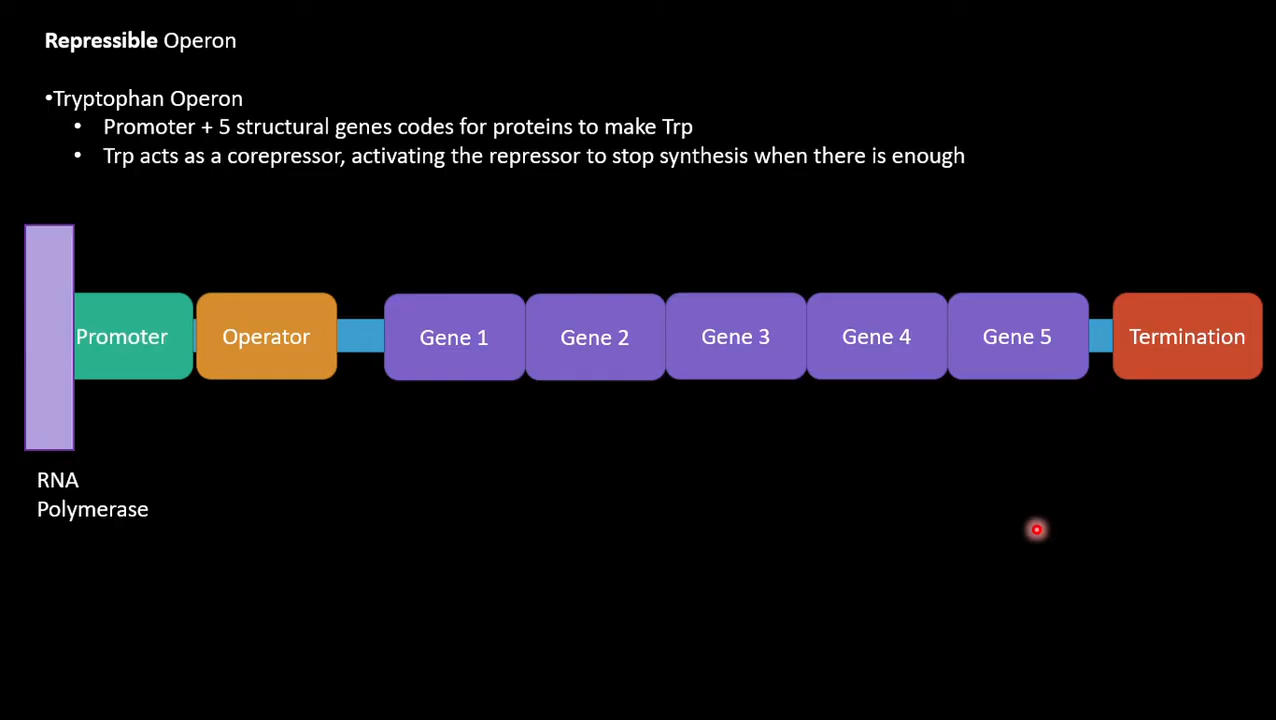 Repressible Operon
•Tryptophan Operon
• Promoter + 5 structural genes codes for proteins to make Trp
• Trp acts as a corepressor, activating the repressor to stop synthesis when there is enough
Promoter
Operator
Gene 1
Gene 2
Gene 3
Gene 4
Gene 5
Termination
RNA
Polymerase